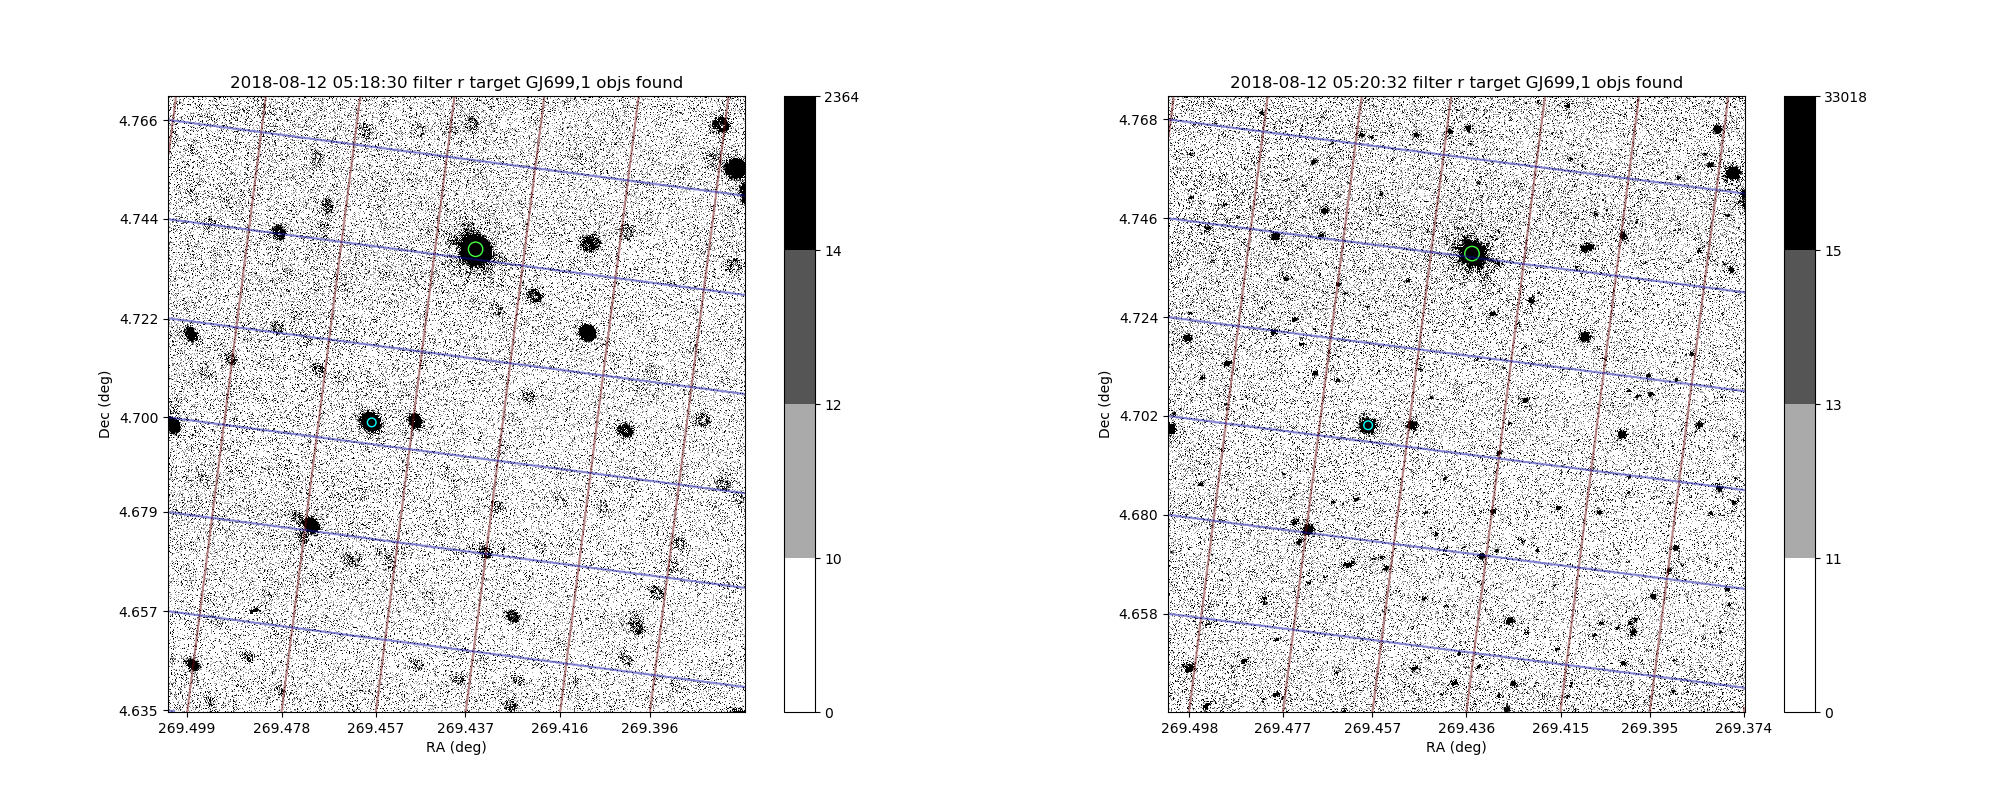 2018-08-12 05:18:30 filter r target GJ699,1 objs found
Dec (deg)
4.766
4.744
4.722
4.700
4.679
4.657
4.635
269.499 269.478 269.457 269.437 269.416 269.396
RA (deg)
2364
14
12
10
0
2018-08-12 05:20:32 filter r target GJ699,1 objs found
Dec (deg)
4.768
4.746
4.724
4.702
4.680
4.658
269.498 269.477 269.457 269.436 269.415 269.395 269.374
RA (deg)
33018
15
13
11
0